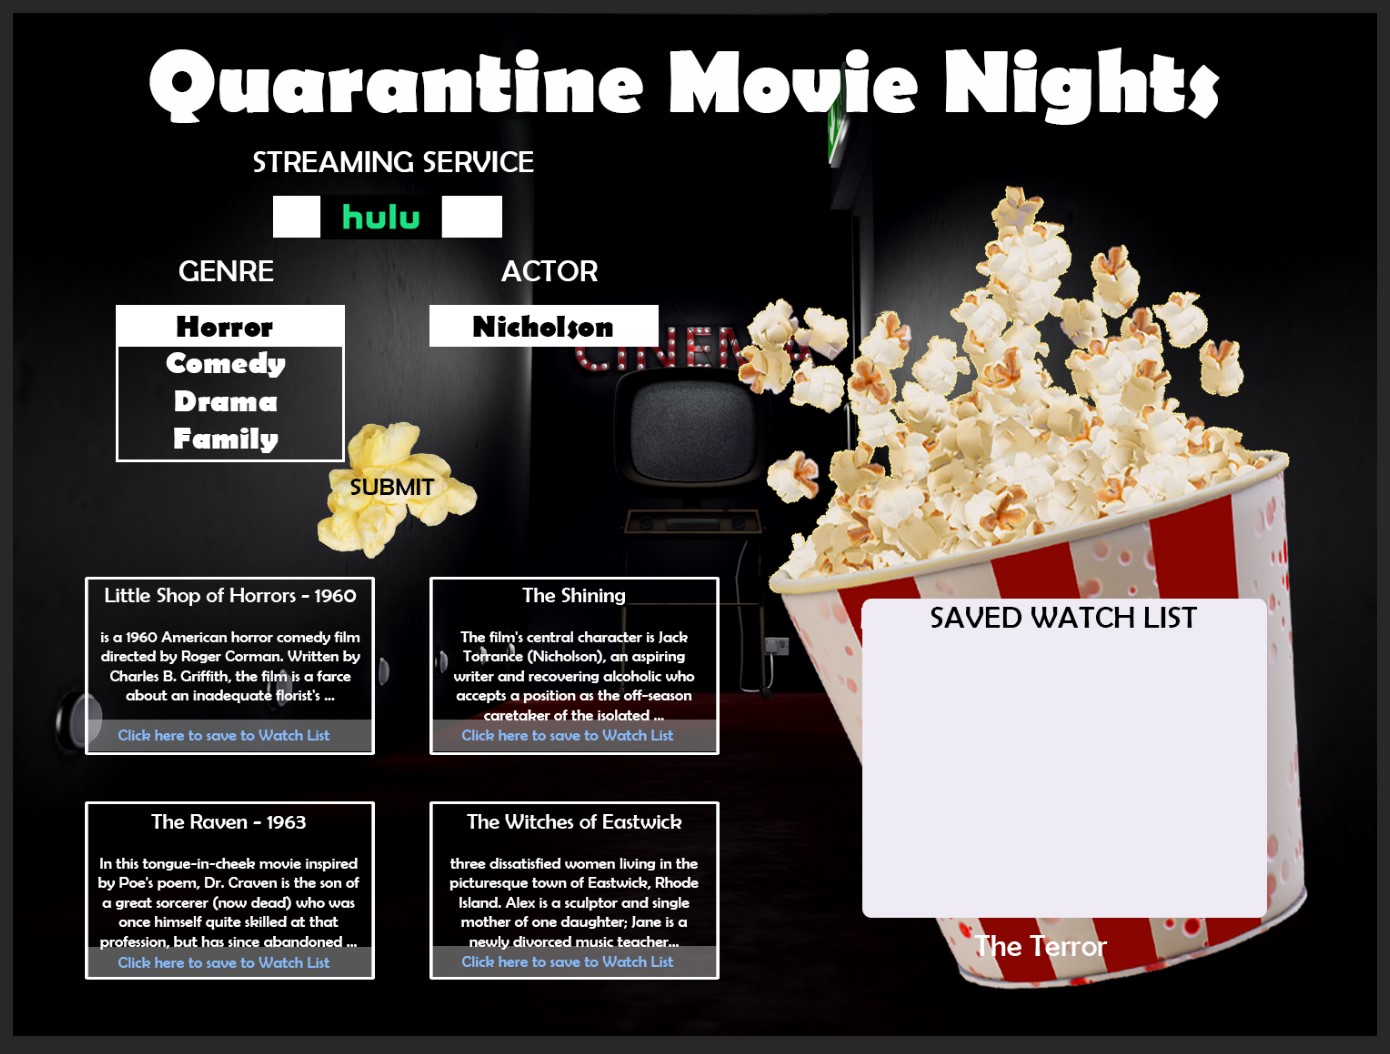 Quarantine Movie Nights
STREAMING SERVICE
hulu
GENRE
ACTOR
Horror
Nicholson
Comedy
Drama
Family
CINEMA
SUBMIT
Little Shop of Horrors - 1960
is a 1960 American horror comedy film
directed by Roger Corman. Written by
Charles B. Griffith, the film is a farce
about an inadequate florist's ...
Click here to save to Watch List
The Shining
The film's central character is Jack
Torrance (Nicholson), an aspiring
writer and recovering alcoholic who
accepts a position as the off-season
caretaker of the isolated ...
Click here to save to Watch List
The Raven - 1963
In this tongue-in-cheek movie inspired
by Poe's poem, Dr. Craven is the son of
a great sorcerer (now dead) who was
once himself quite skilled at that
profession, but has since abandoned ...
Click here to save to Watch List
The Witches of Eastwick
three dissatisfied women living in the
picturesque town of Eastwick, Rhode
Island. Alex is a sculptor and single
mother of one daughter; Jane is a
newly divorced music teacher...
Click here to save to Watch List
SAVED WATCH LIST
The Terror